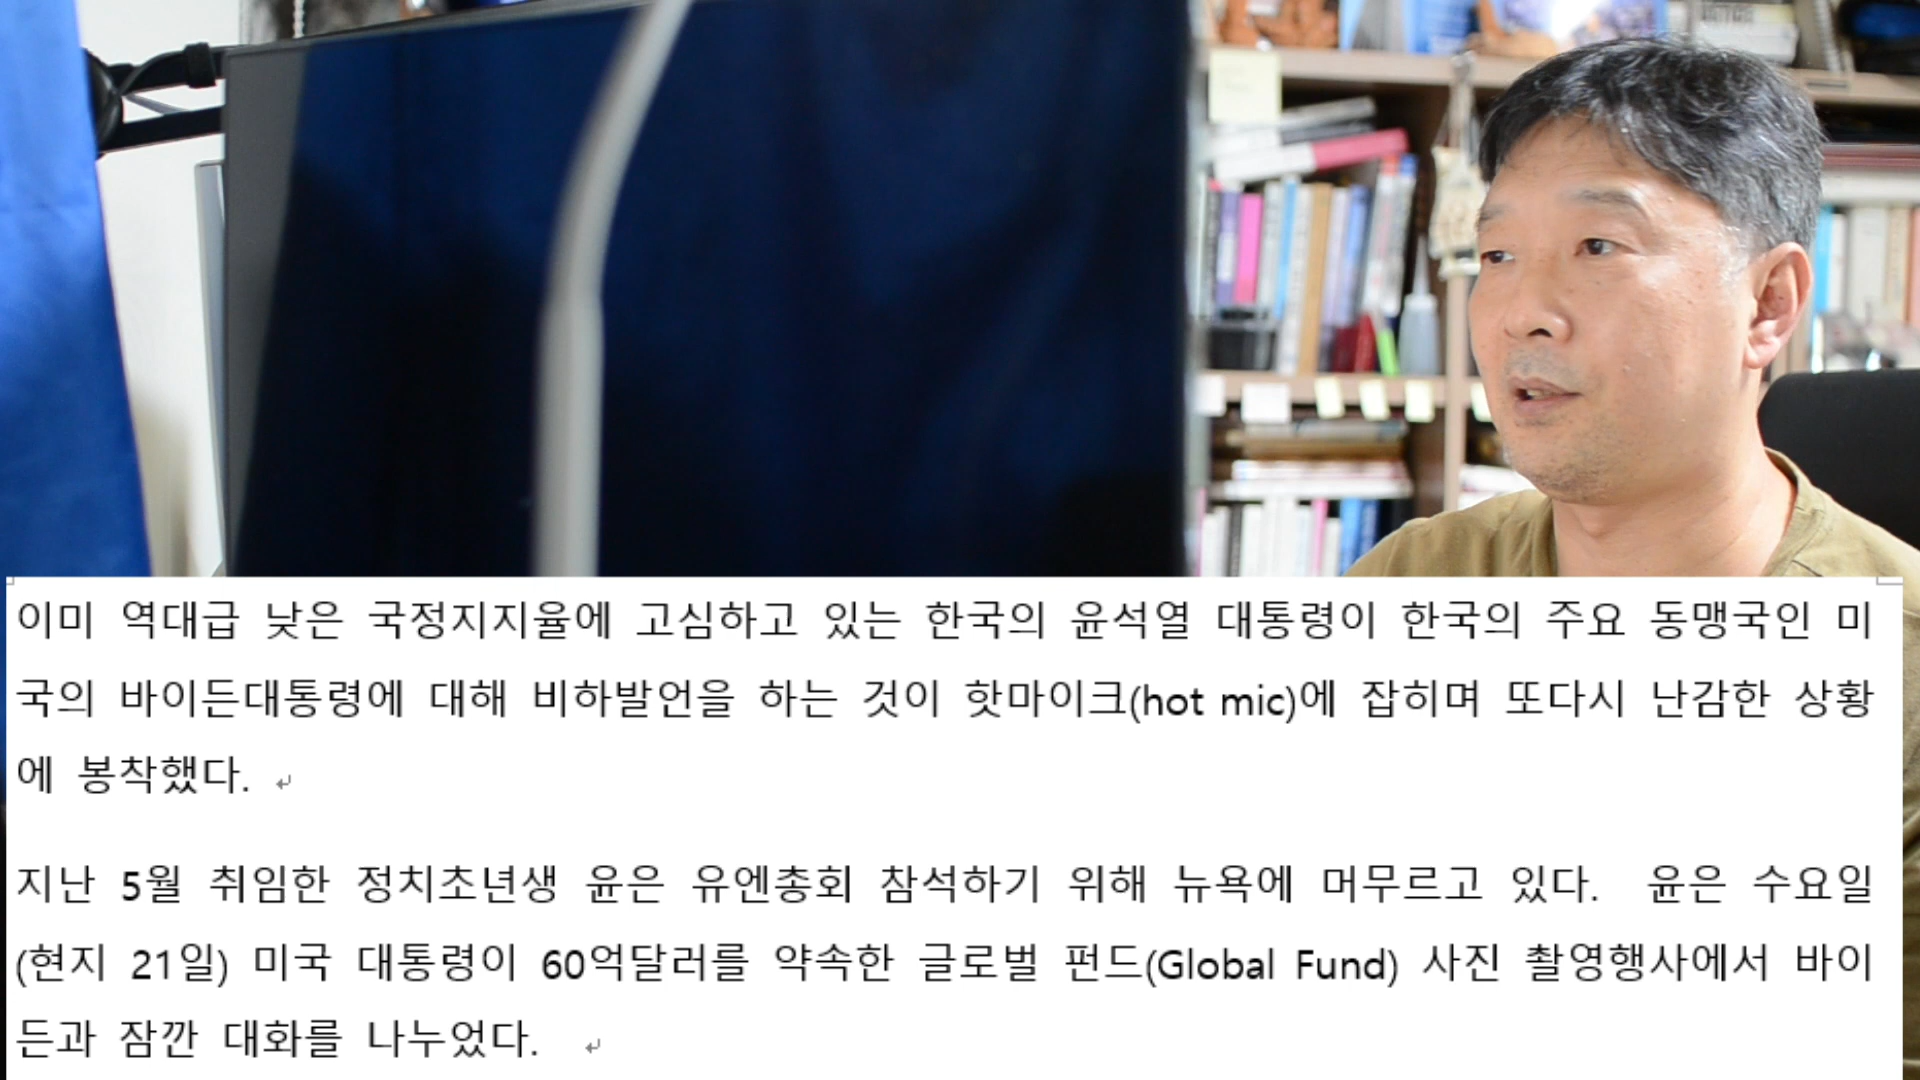 이미 역대급 낮은 국정지지율에 고심하고 있는 한국의 윤석열 대통령이 한국의 주요 동맹국인 미
국의 바이든대통령에 대해 비하발언을 하는 것이 핫마이크(hot mic)에 잡히며 또다시 난감한 상황
에 봉착했다.
지난 5월 취임한 정치초년생 윤은 유엔총회 참석하기 위해 뉴욕에 머무르고 있다. 윤은 수요일
(현지 21일) 미국 대통령이 60억달러를 약속한 글로벌 펀드(Global Fund) 사진 촬영행사에서 바이
든과 잠깐 대화를 나누었다.